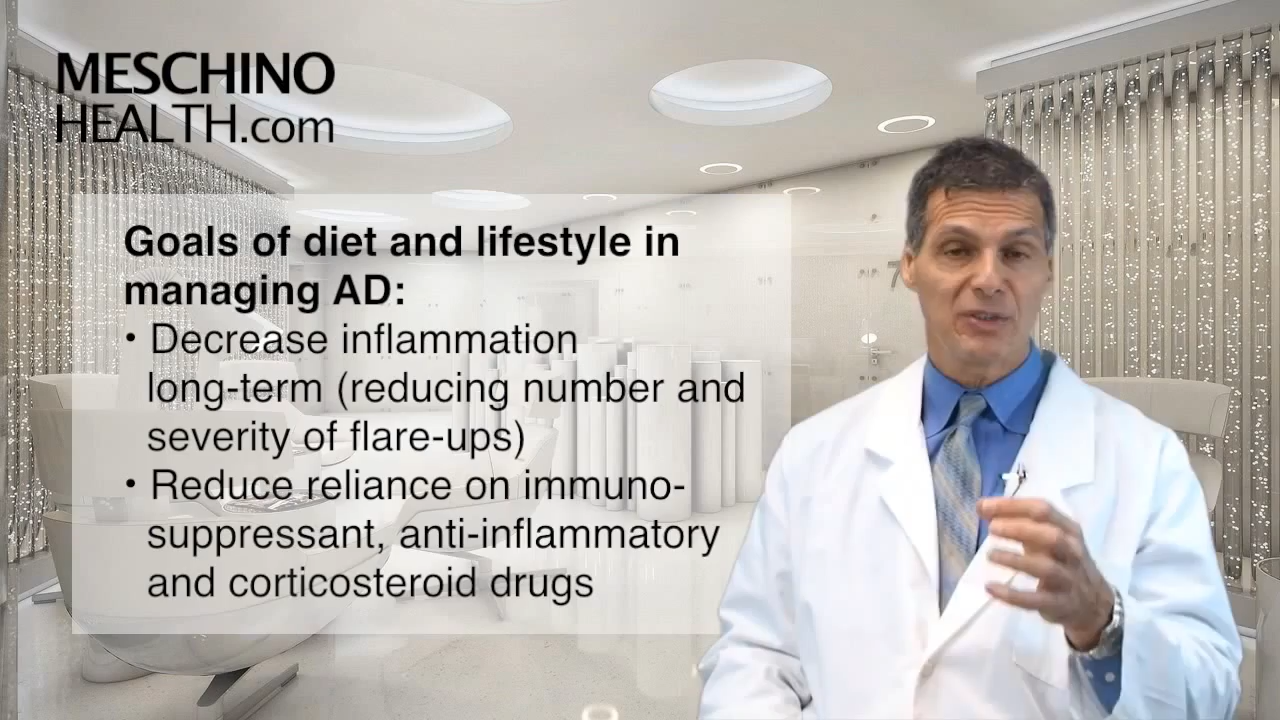 MESCHINO
HEALTH.com
Goals of diet and lifestyle in
managing AD:
• Decrease inflammation
long-term (reducing number and
severity of flare-ups)
• Reduce reliance on immuno-
suppressant, anti-inflammatory
and corticosteroid drugs
7